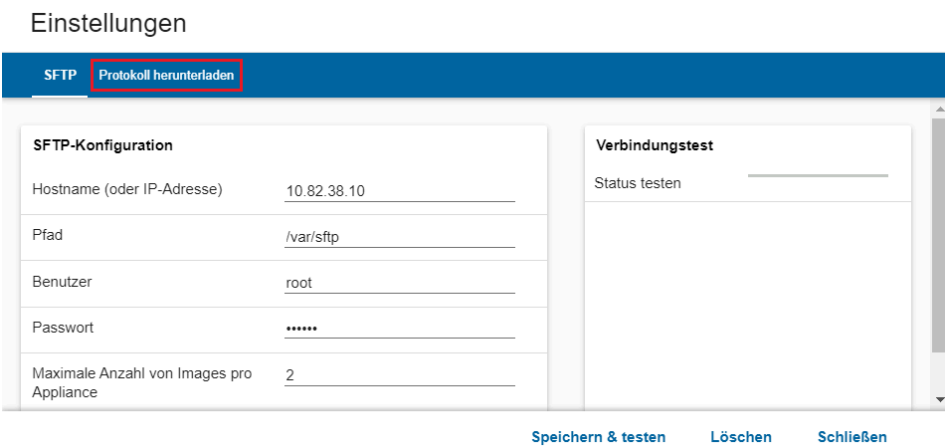 Einstellungen
SFTP Protokoll herunterladen
SFTP-Konfiguration
Hostname (oder IP-Adresse) 10.82.38.10
Pfad /var/sftp
Benutzer root
Passwort ••••••
Maximale Anzahl von Images pro 2
Appliance
Verbindungstest
Status testen
Speichern & testen Löschen Schließen